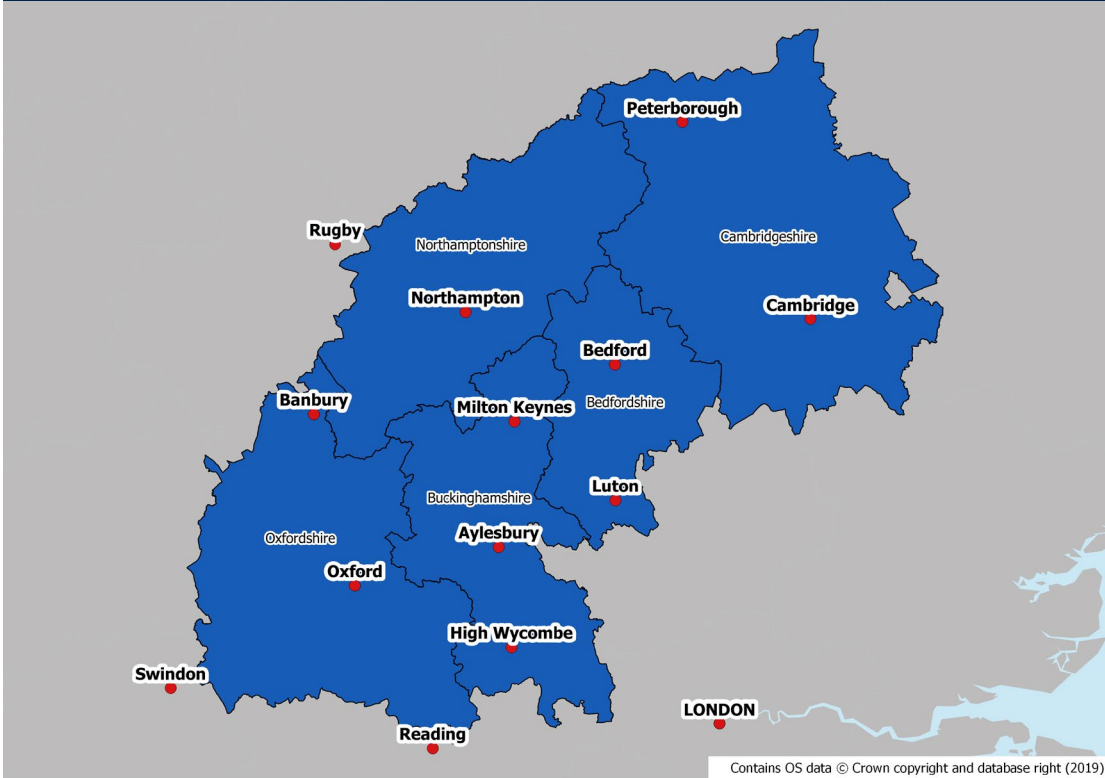 Peterborough
Rugby
Northamptonshire
Cambridgeshire
Northampton
Cambridge
Bedford
Banbury
Milton Keynes
Bedfordshire
Luton
Buckinghamshire
Oxfordshire
Aylesbury
Oxford
High Wycombe
Swindon
LONDON
Reading
Contains OS data © Crown copyright and database right (2019)